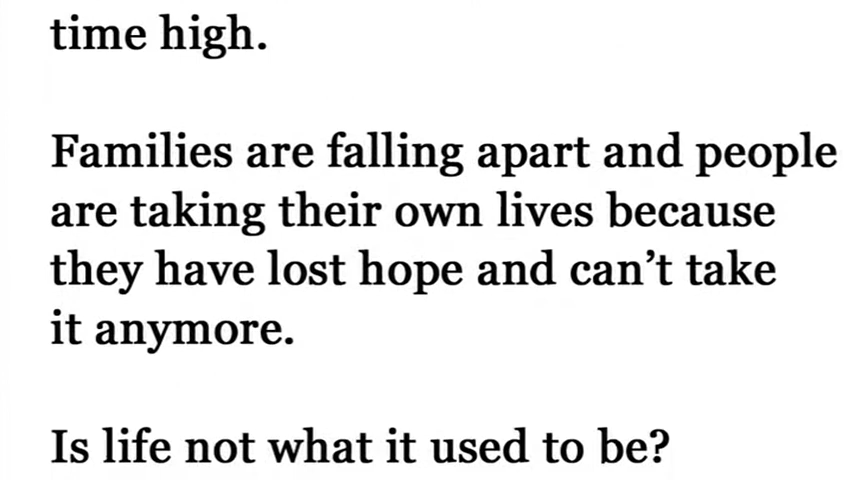 time high.
Families are falling apart and people
are taking their own lives because
they have lost hope and can’t take
it anymore.
Is life not what it used to be?